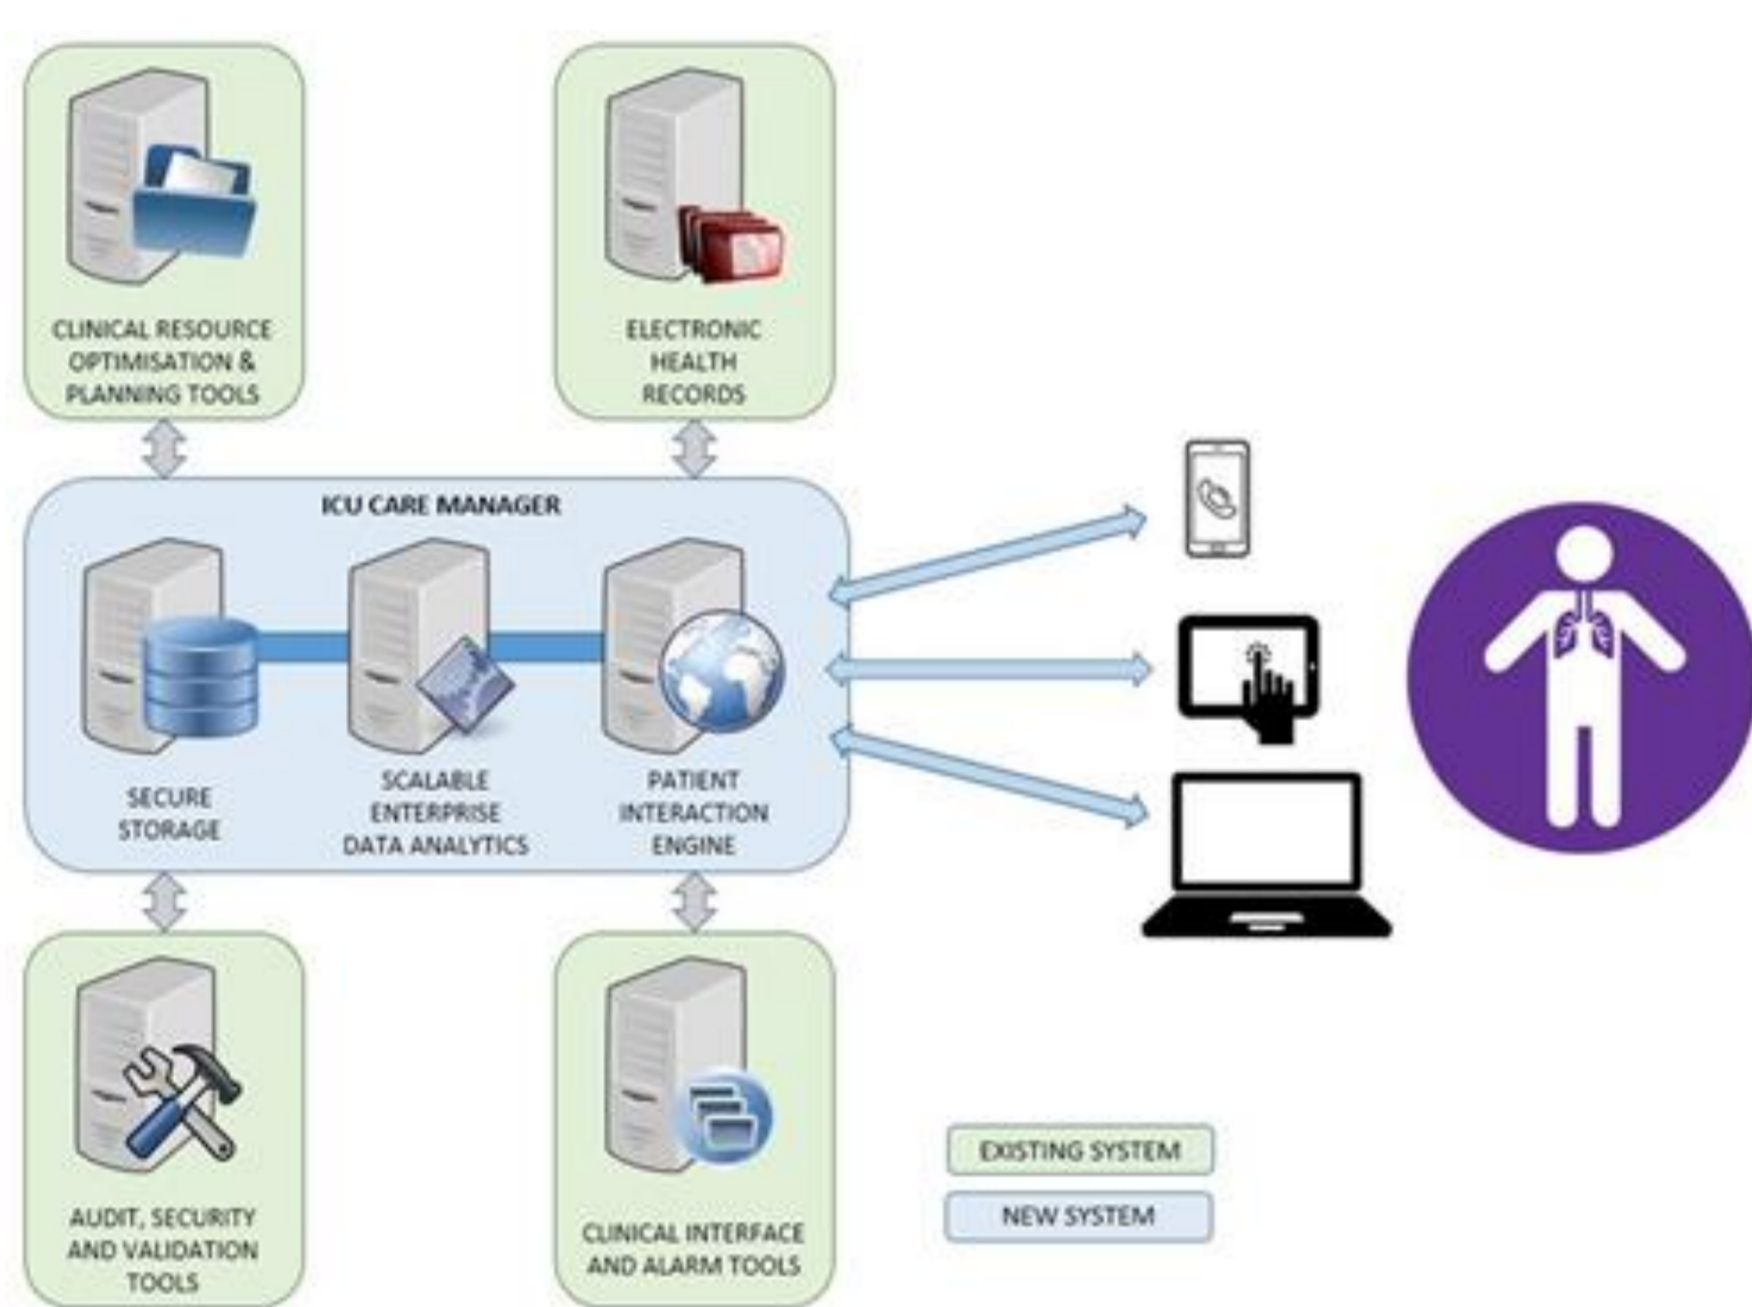 CLINICAL RESOURCE
OPTIMISATION &
PLANNING TOOLS
ELECTRONIC
HEALTH
RECORDS
ICU CARE MANAGER
SECURE
STORAGE
SCALABLE
ENTERPRISE
DATA ANALYTICS
PATIENT
INTERACTION
ENGINE
AUDIT, SECURITY
AND VALIDATION
TOOLS
CLINICAL INTERFACE
AND ALARM TOOLS
EXISTING SYSTEM
NEW SYSTEM